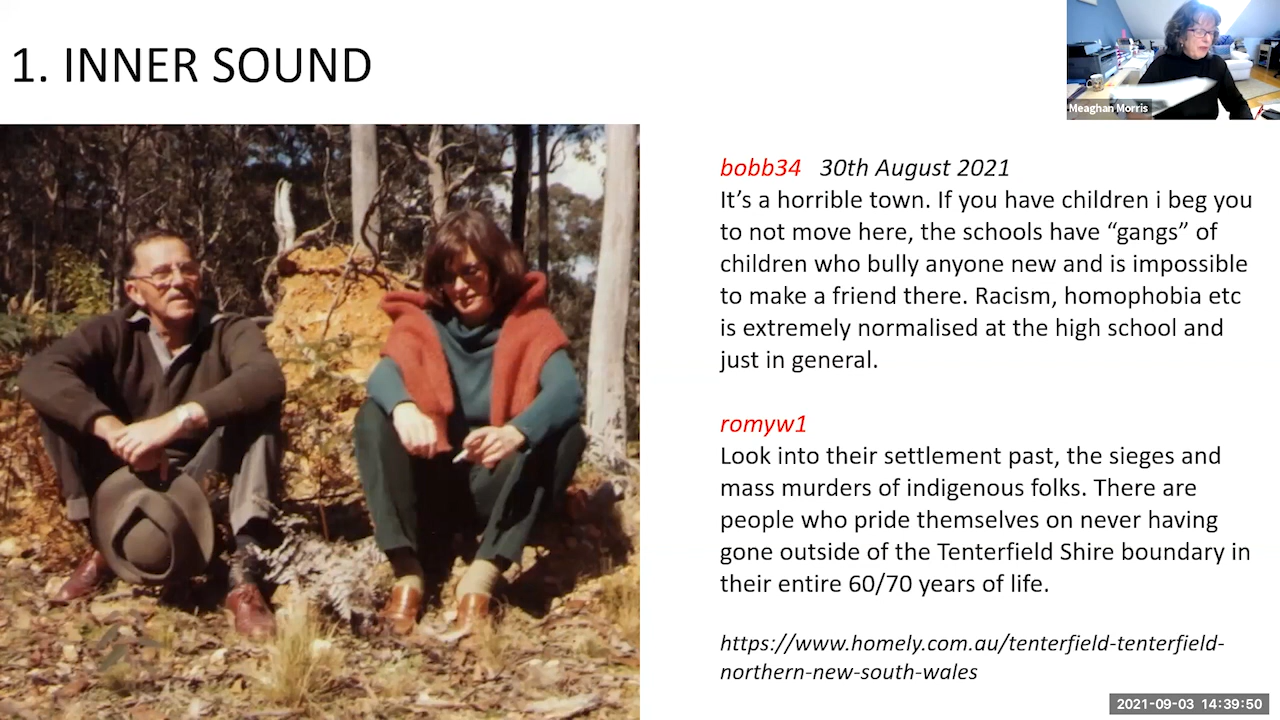 1. INNER SOUND
Meaghan Morris
bobb34 30th August 2021
It’s a horrible town. If you have children i beg you
to not move here, the schools have “gangs” of
children who bully anyone new and is impossible
to make a friend there. Racism, homophobia etc
is extremely normalised at the high school and
just in general.
romyw1
Look into their settlement past, the sieges and
mass murders of indigenous folks. There are
people who pride themselves on never having
gone outside of the Tenterfield Shire boundary in
their entire 60/70 years of life.
https://www.homely.com.au/tenterfield-tenterfield-
northern-new-south-wales
2021-09-03 14:39:50